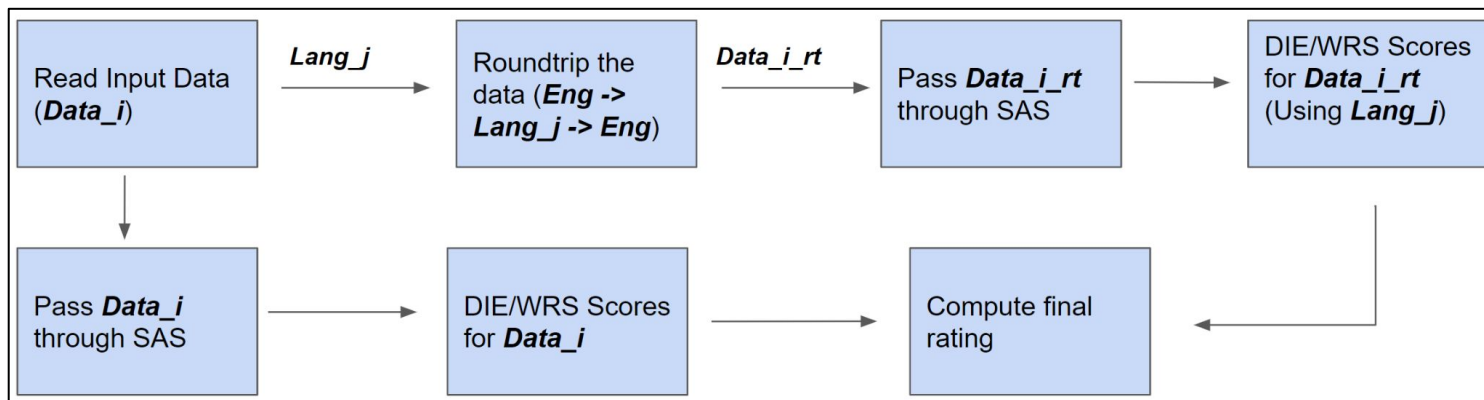 Read Input Data
(Data_i)
Lang_j
Roundtrip the
data (Eng ->
Lang_j -> Eng)
Data_i_rt
Pass Data_i_rt
through SAS
DIE/WRS Scores
for Data_i_rt
(Using Lang_j)
Pass Data_i
through SAS
DIE/WRS Scores
for Data_i
Compute final
rating